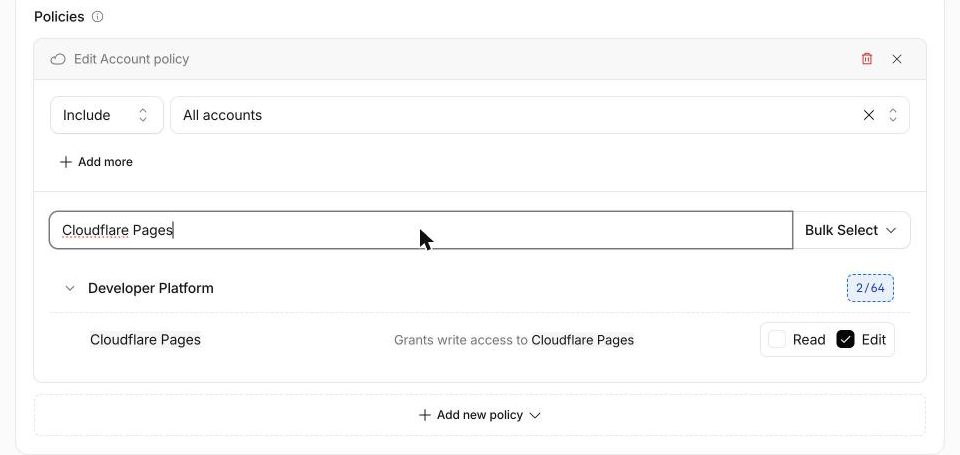 Policies
Edit Account policy
Include
All accounts
Add more
Cloudflare Pages
Bulk Select
Developer Platform
2/64
Cloudflare Pages
Grants write access to Cloudflare Pages
Read
Edit
Add new policy